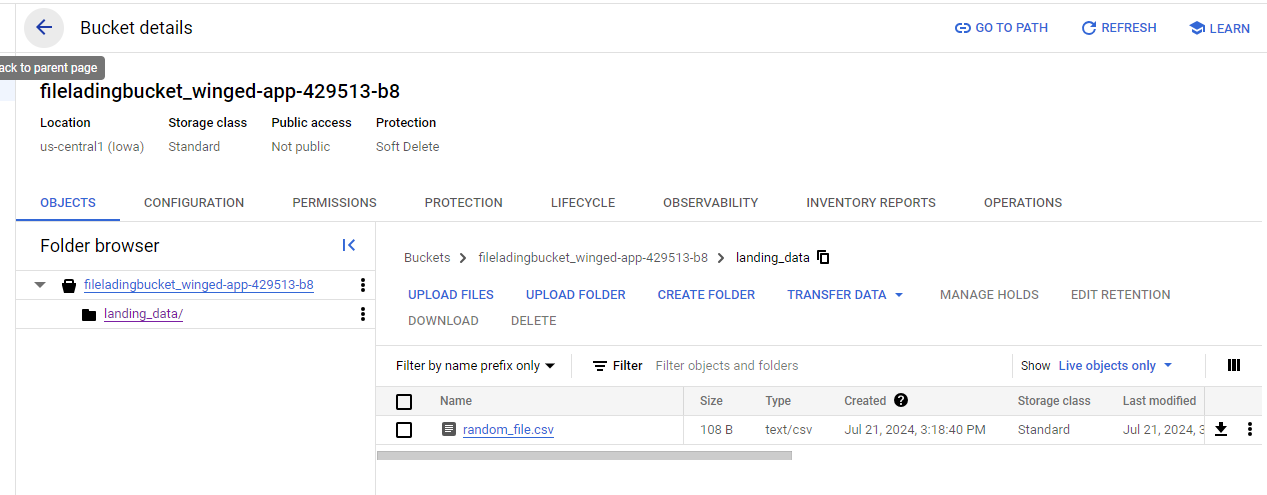 Bucket details
GO TO PATH
REFRESH
LEARN
ack to parent page
fileladingbucket_winged-app-429513-b8
Location Storage class Public access Protection
us-central1 (Iowa) Standard Not public Soft Delete
OBJECTS CONFIGURATION PERMISSIONS PROTECTION LIFECYCLE OBSERVABILITY INVENTORY REPORTS OPERATIONS
Folder browser
fileladingbucket_winged-app-429513-b8
landing_data/
Buckets fileladingbucket_winged-app-429513-b8 landing_data
UPLOAD FILES UPLOAD FOLDER CREATE FOLDER TRANSFER DATA MANAGE HOLDS EDIT RETENTION
DOWNLOAD DELETE
Filter by name prefix only Filter Filter objects and folders Show Live objects only
Name Size Type Created Storage class Last modified
random_file.csv 108 B text/csv Jul 21, 2024, 3:18:40 PM Standard Jul 21, 2024, 3